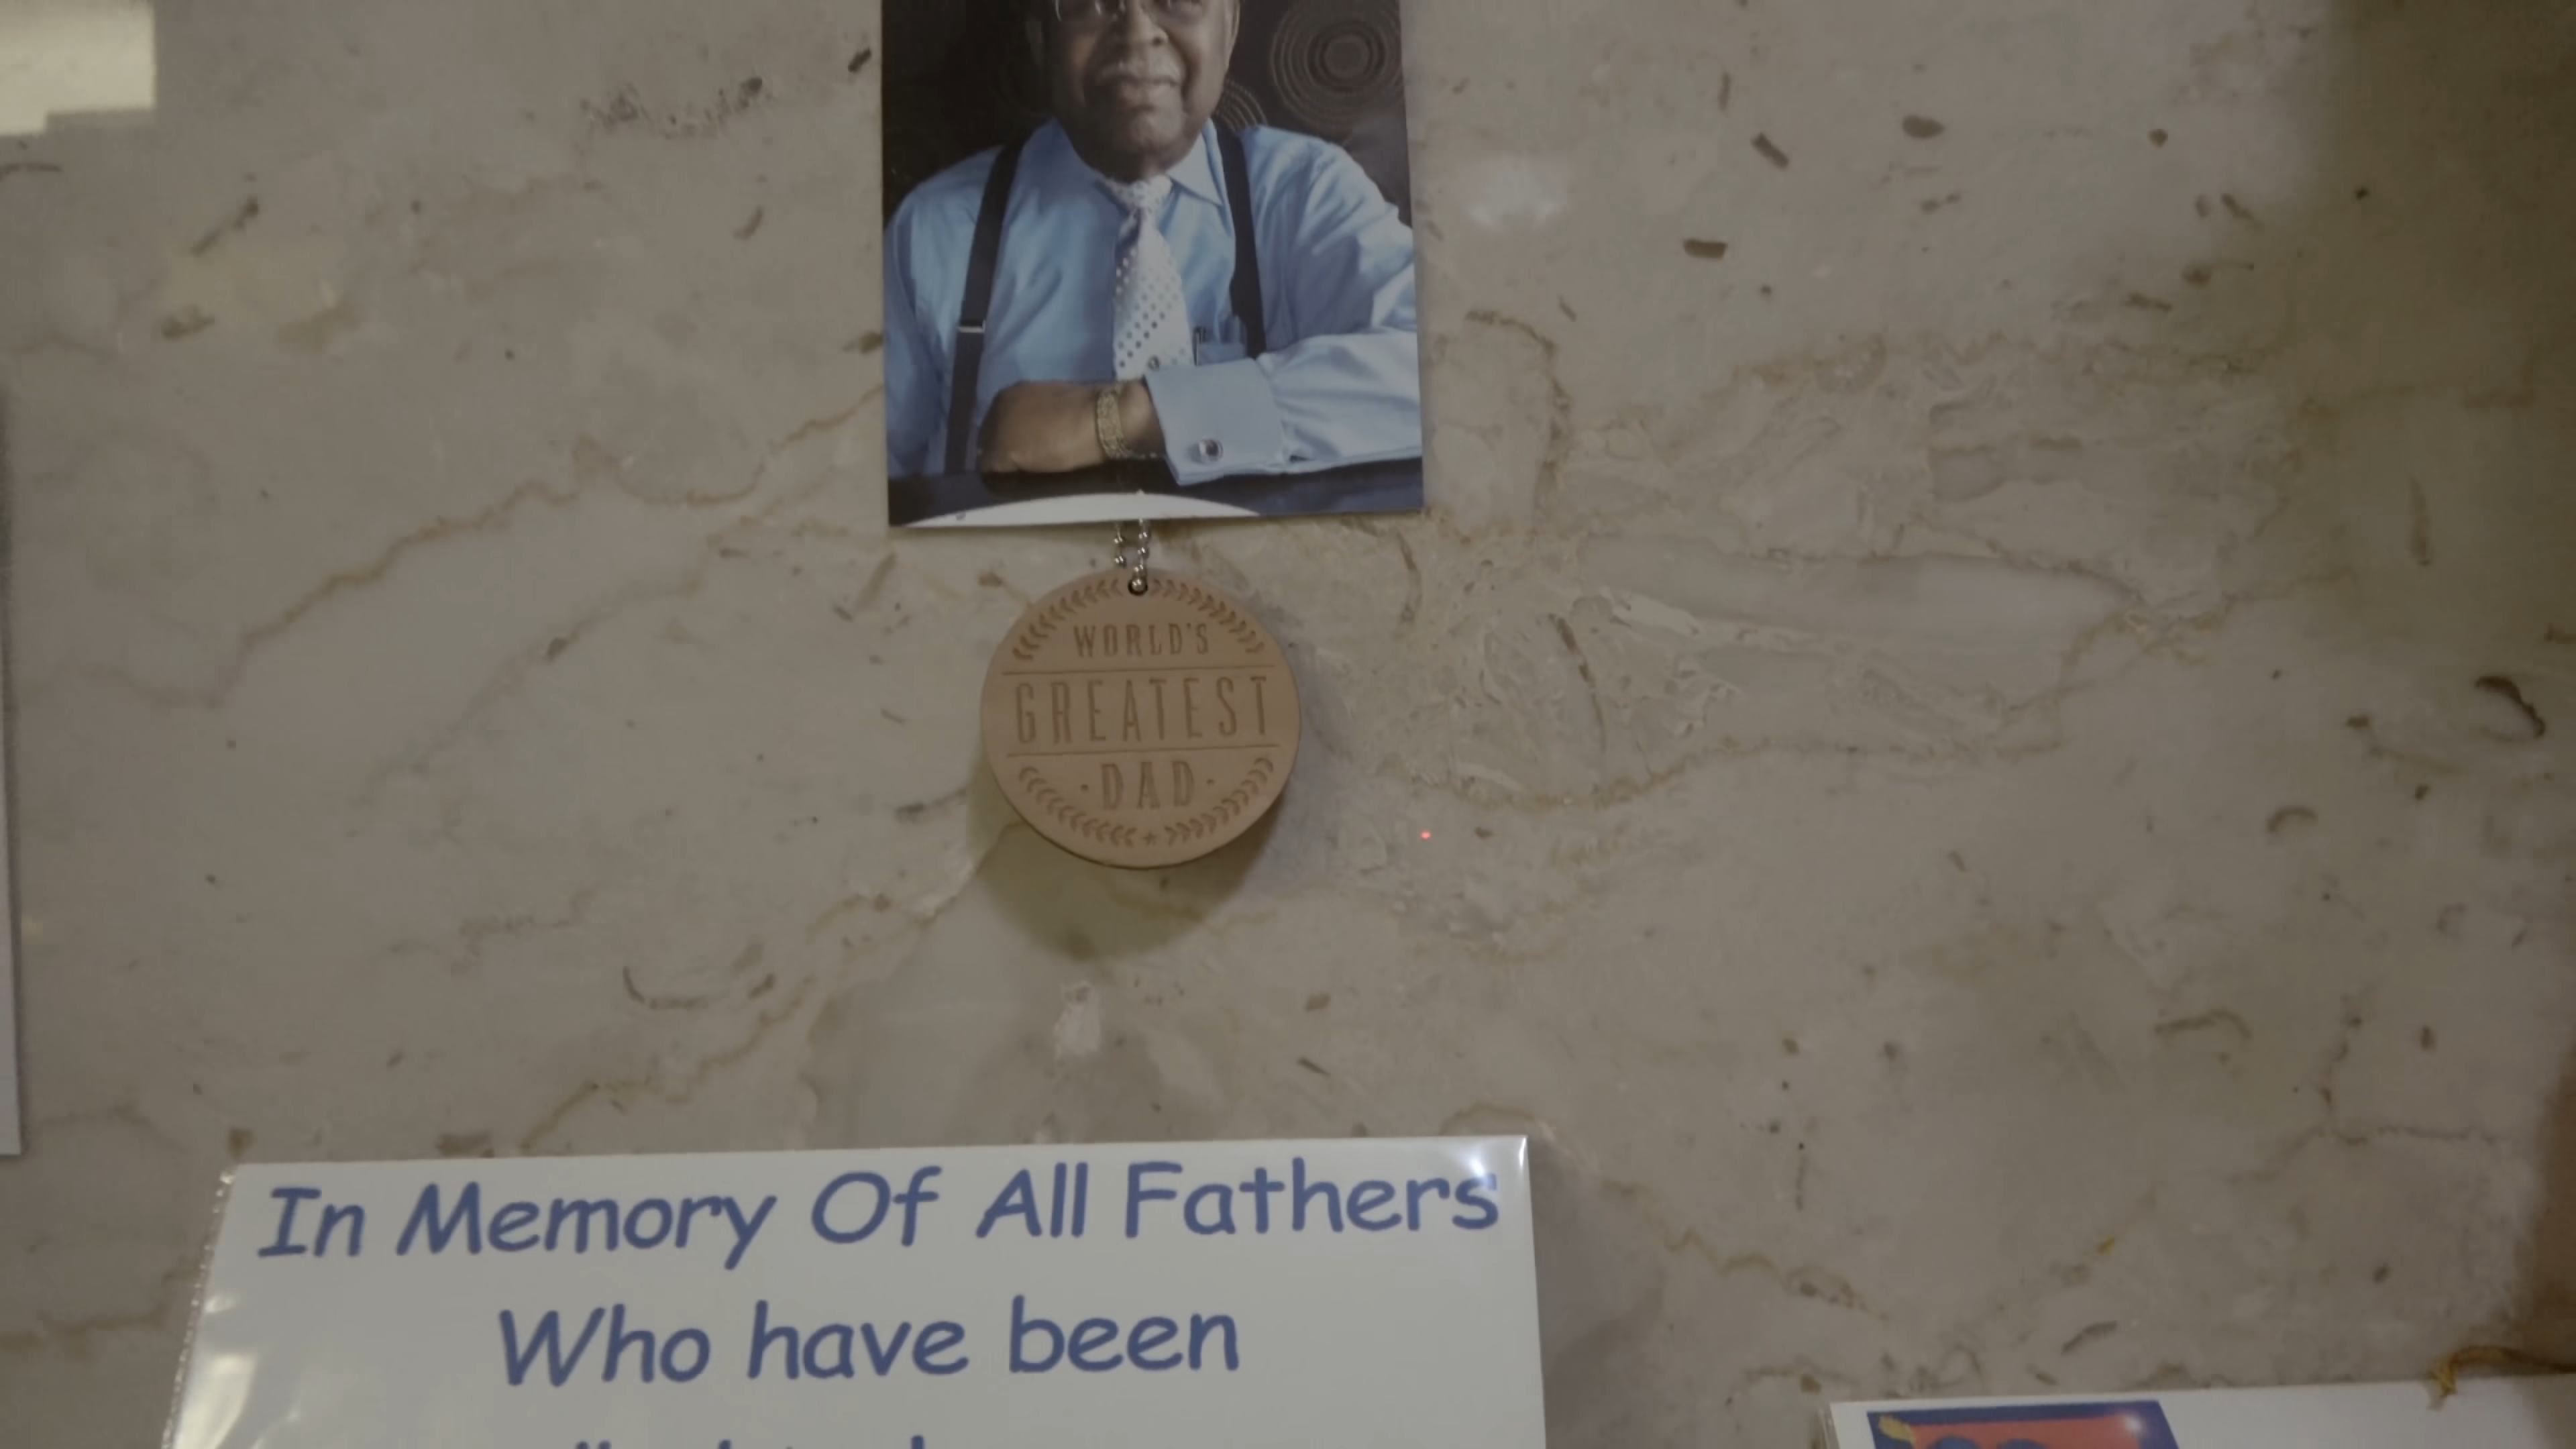 WORLD'S
GREATEST
· DAD ·
In Memory Of All Fathers
Who have been